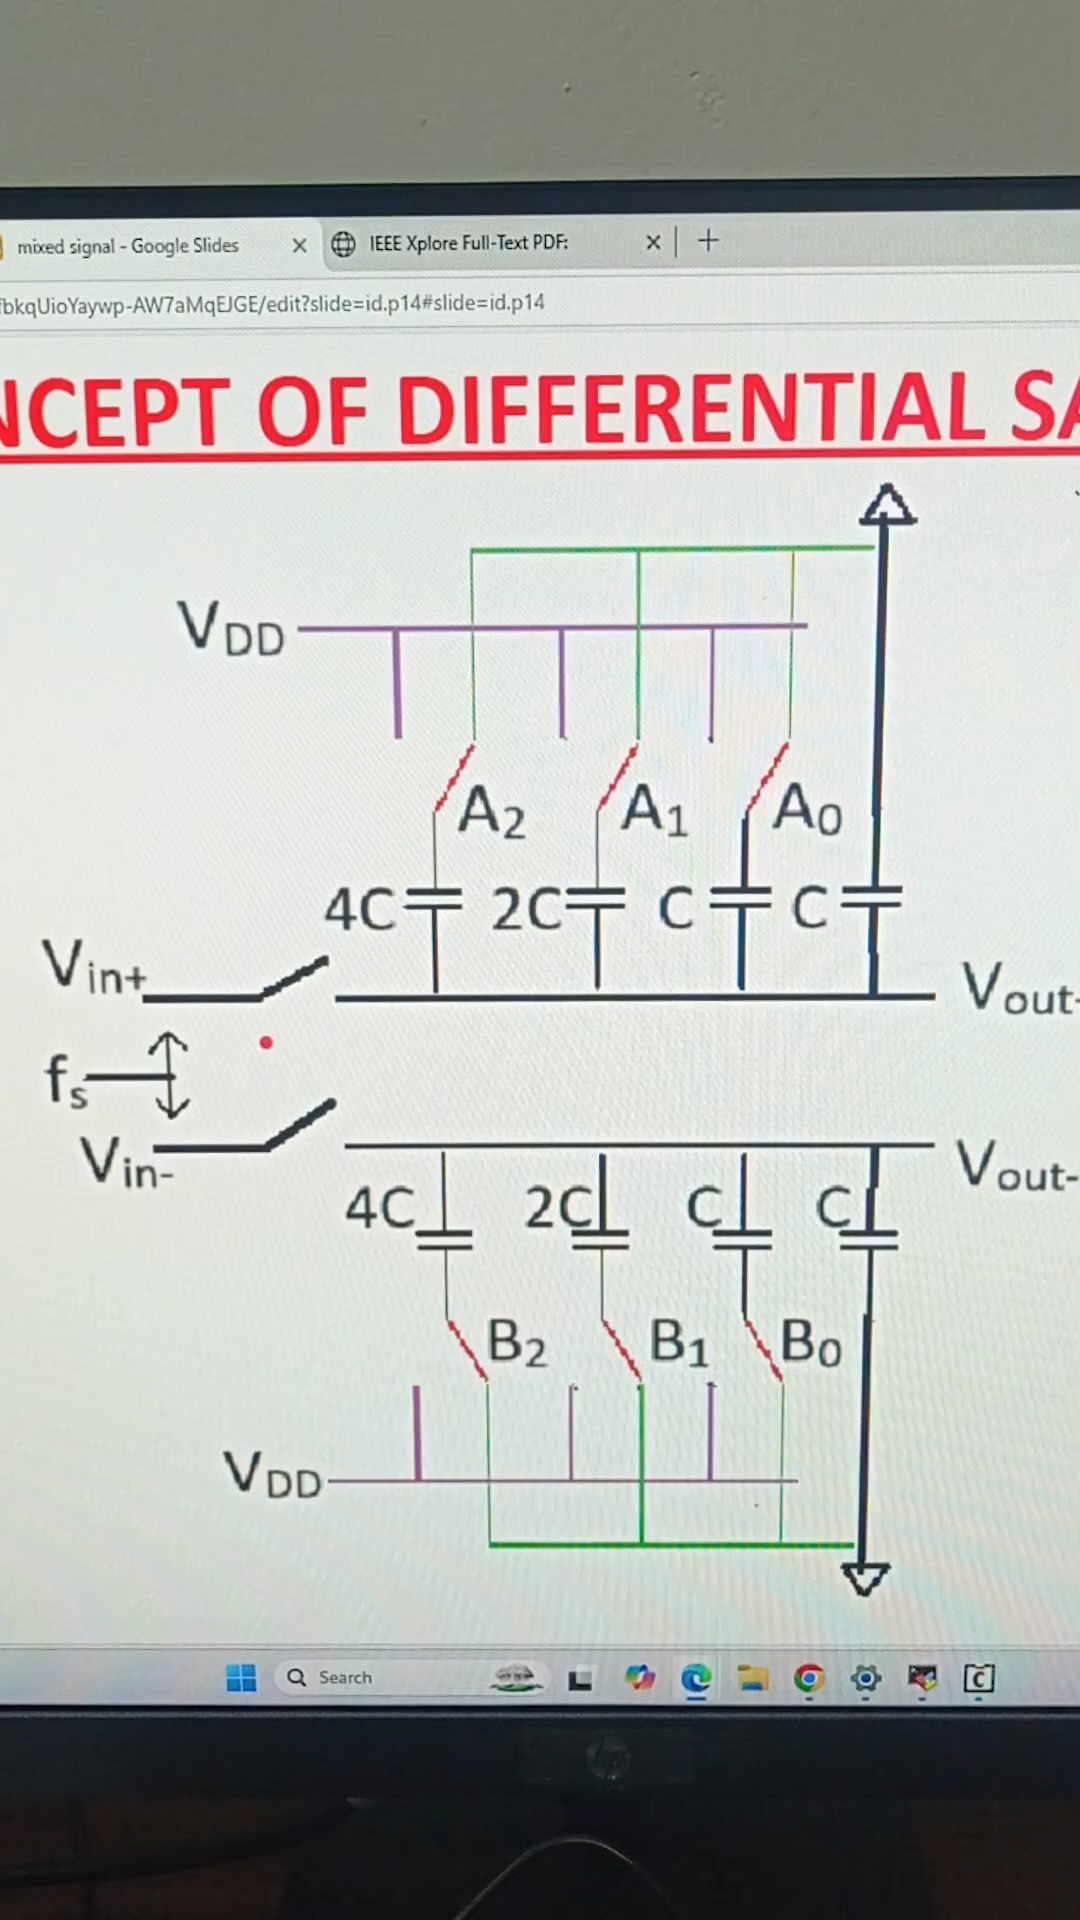 mixed signal - Google Slides
IEEE Xplore Full-Text PDF:
fbkqUioYaywp-AW7aMqEJGE/edit?slide=id.p14#slide=id.p14
NCEPT OF DIFFERENTIAL SA
VDD
A2 A1 A0
4C 2C C C
Vin+
Vout
fs
Vin-
Vout-
4C 2C C C
B2 B1 B0
VDD
Search
hp